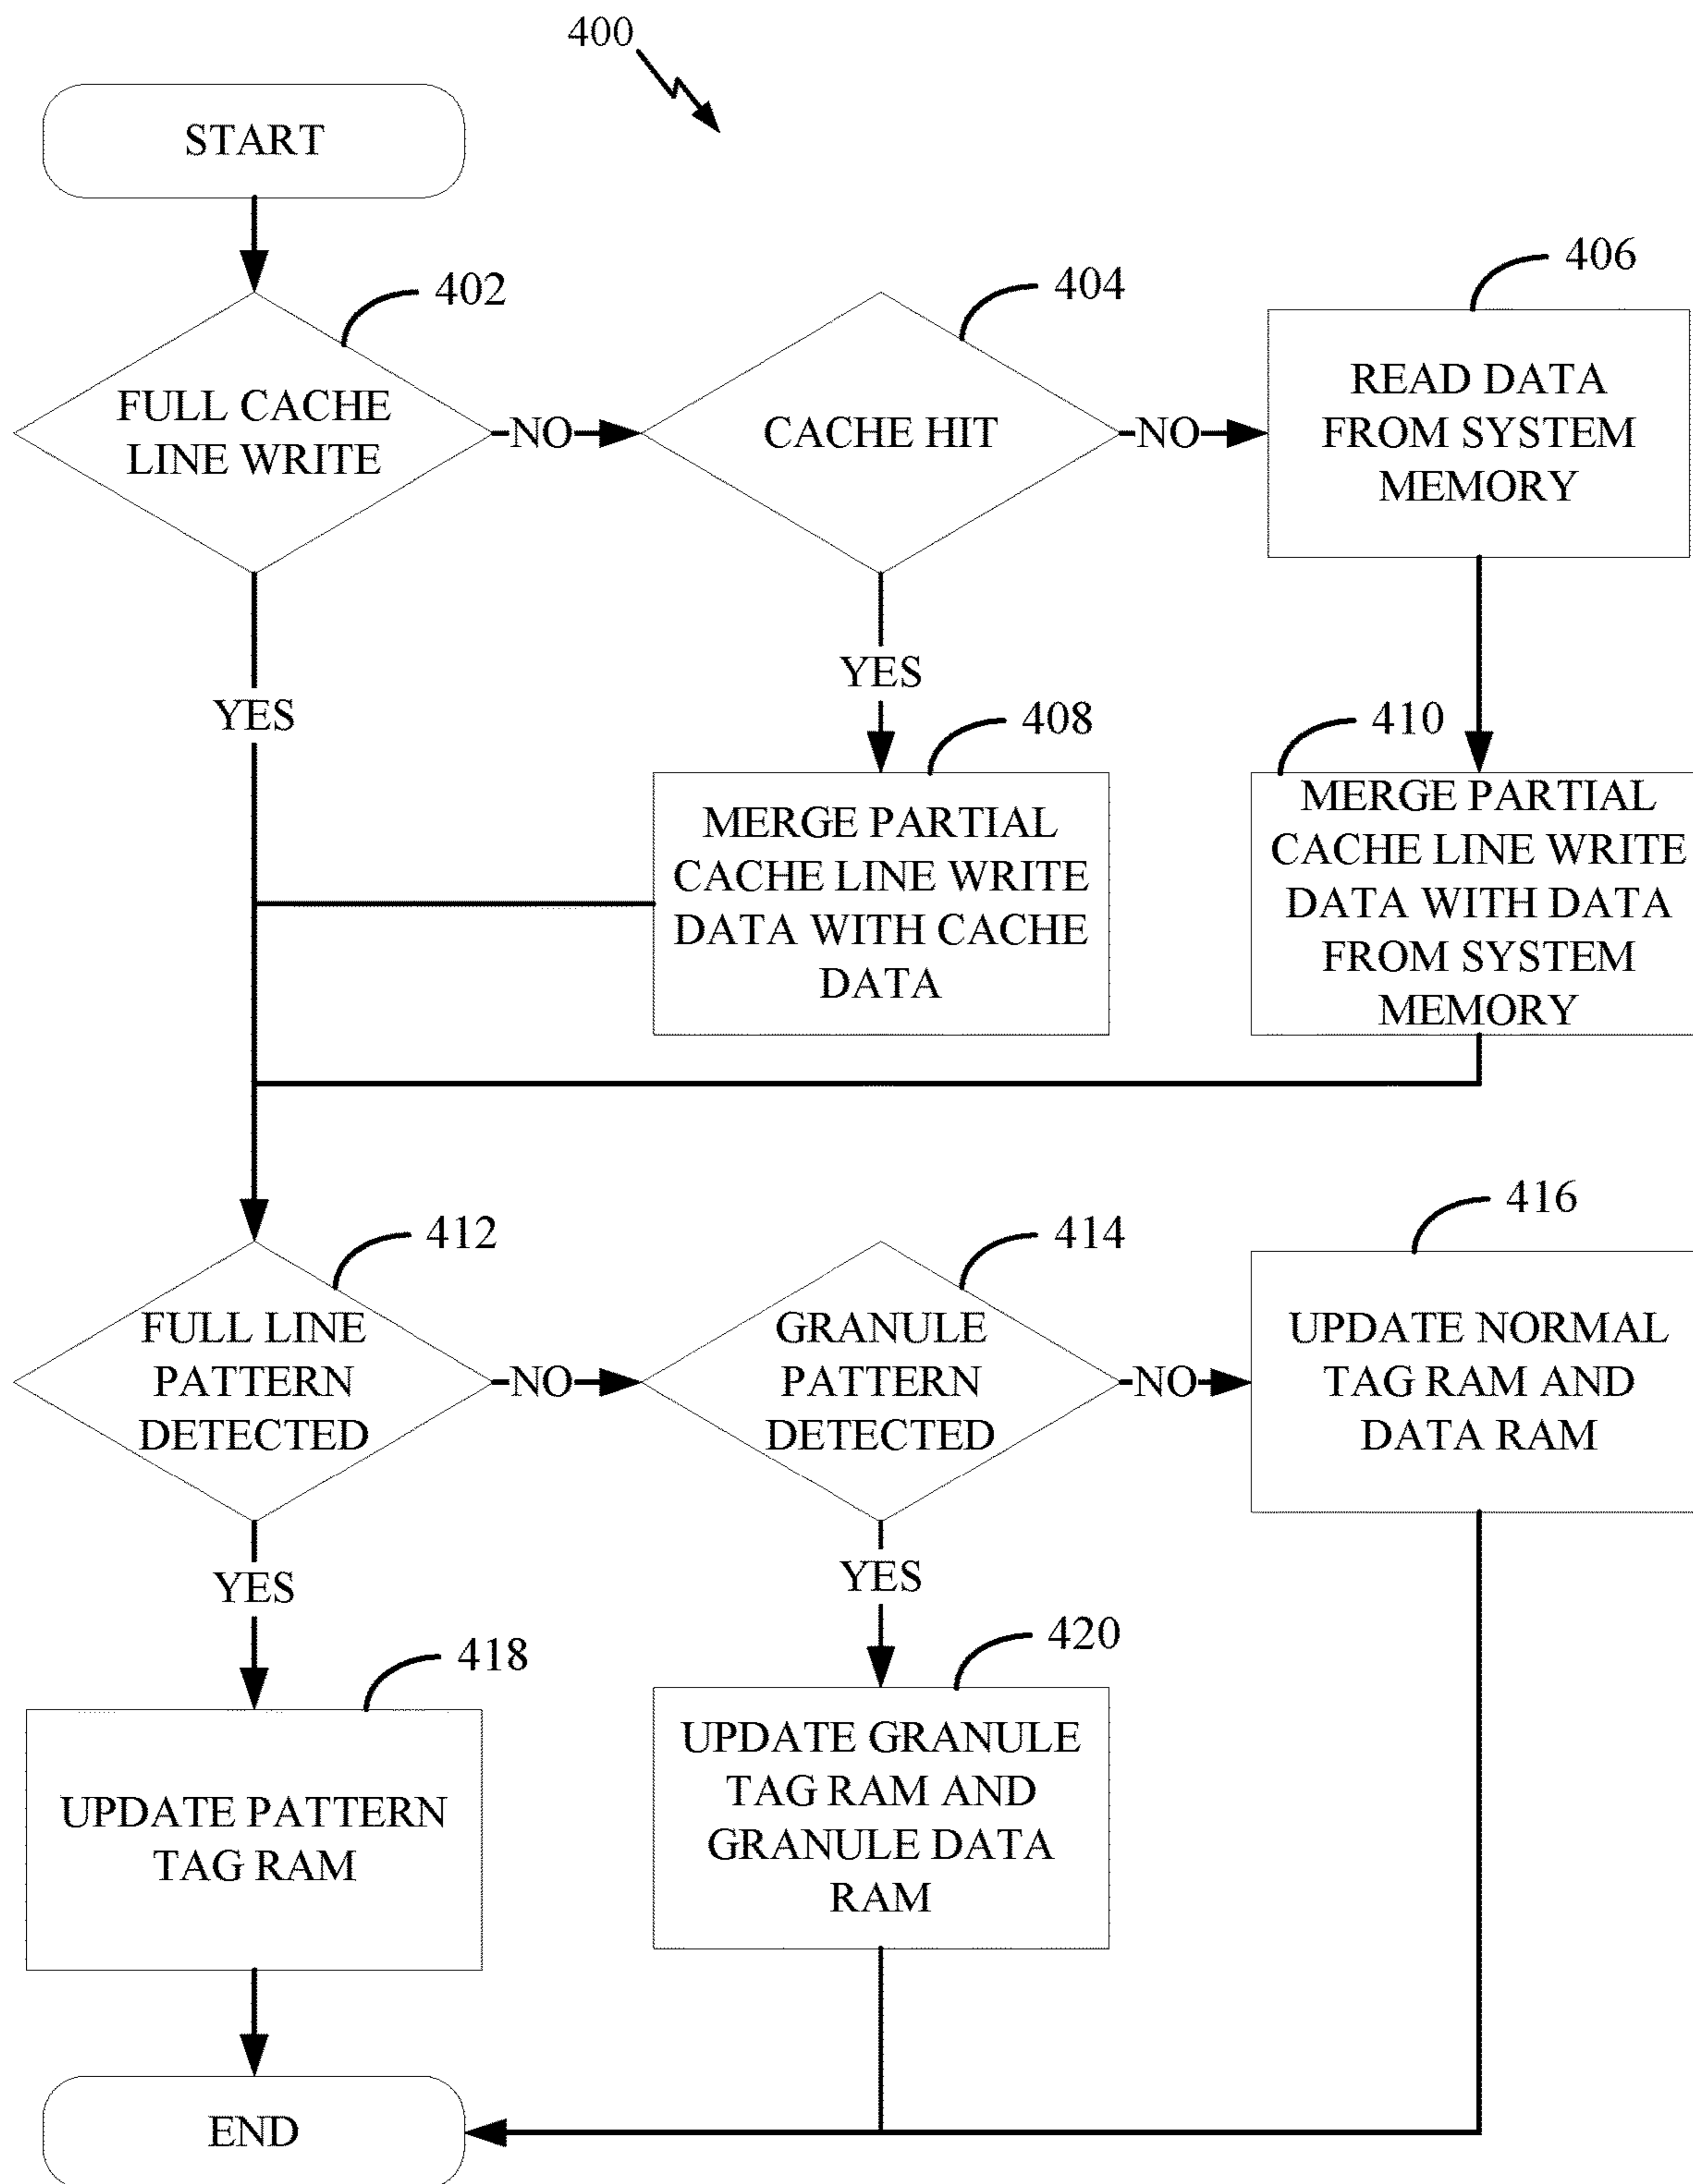 400
START
402
FULL CACHE
LINE WRITE
NO
404
CACHE HIT
NO
406
READ DATA
FROM SYSTEM
MEMORY
YES
YES
408
MERGE PARTIAL
CACHE LINE WRITE
DATA WITH CACHE
DATA
410
MERGE PARTIAL
CACHE LINE WRITE
DATA WITH DATA
FROM SYSTEM
MEMORY
412
FULL LINE
PATTERN
DETECTED
NO
414
GRANULE
PATTERN
DETECTED
NO
416
UPDATE NORMAL
TAG RAM AND
DATA RAM
YES
YES
418
UPDATE PATTERN
TAG RAM
420
UPDATE GRANULE
TAG RAM AND
GRANULE DATA
RAM
END